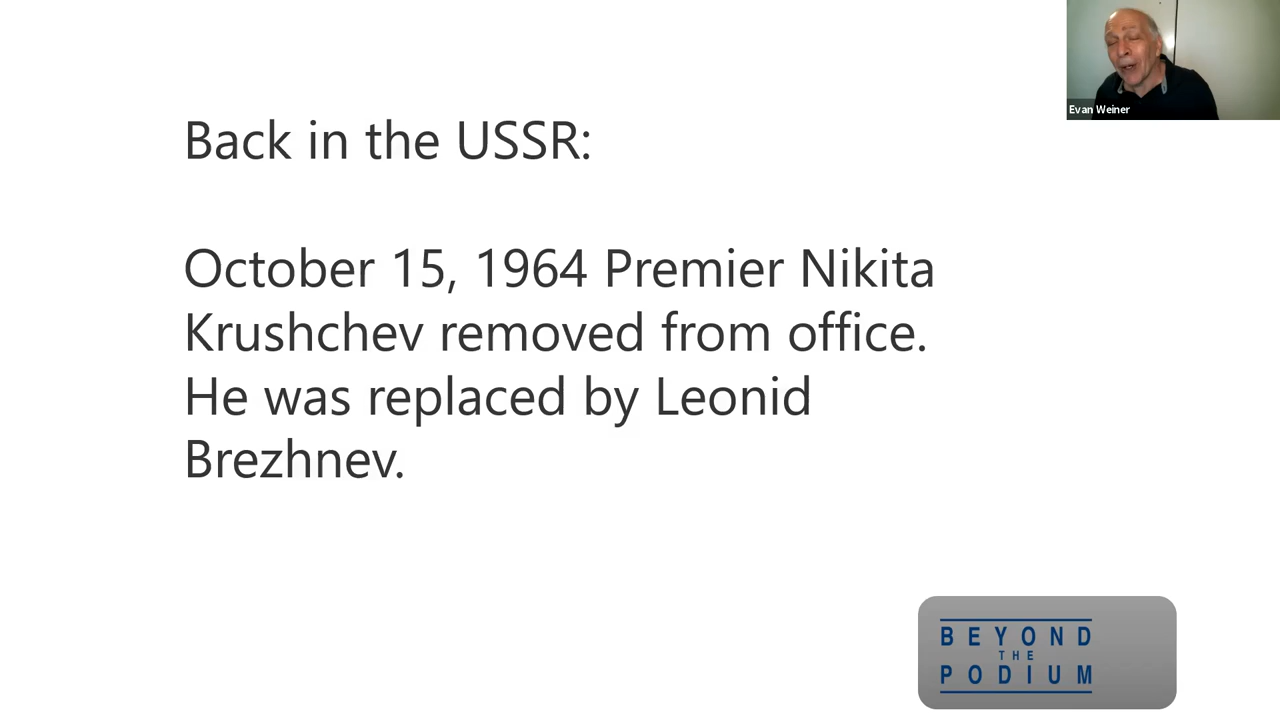 Back in the USSR:
October 15, 1964 Premier Nikita
Krushchev removed from office.
He was replaced by Leonid
Brezhnev.
Evan Weiner
BEYOND
THE
PODIUM